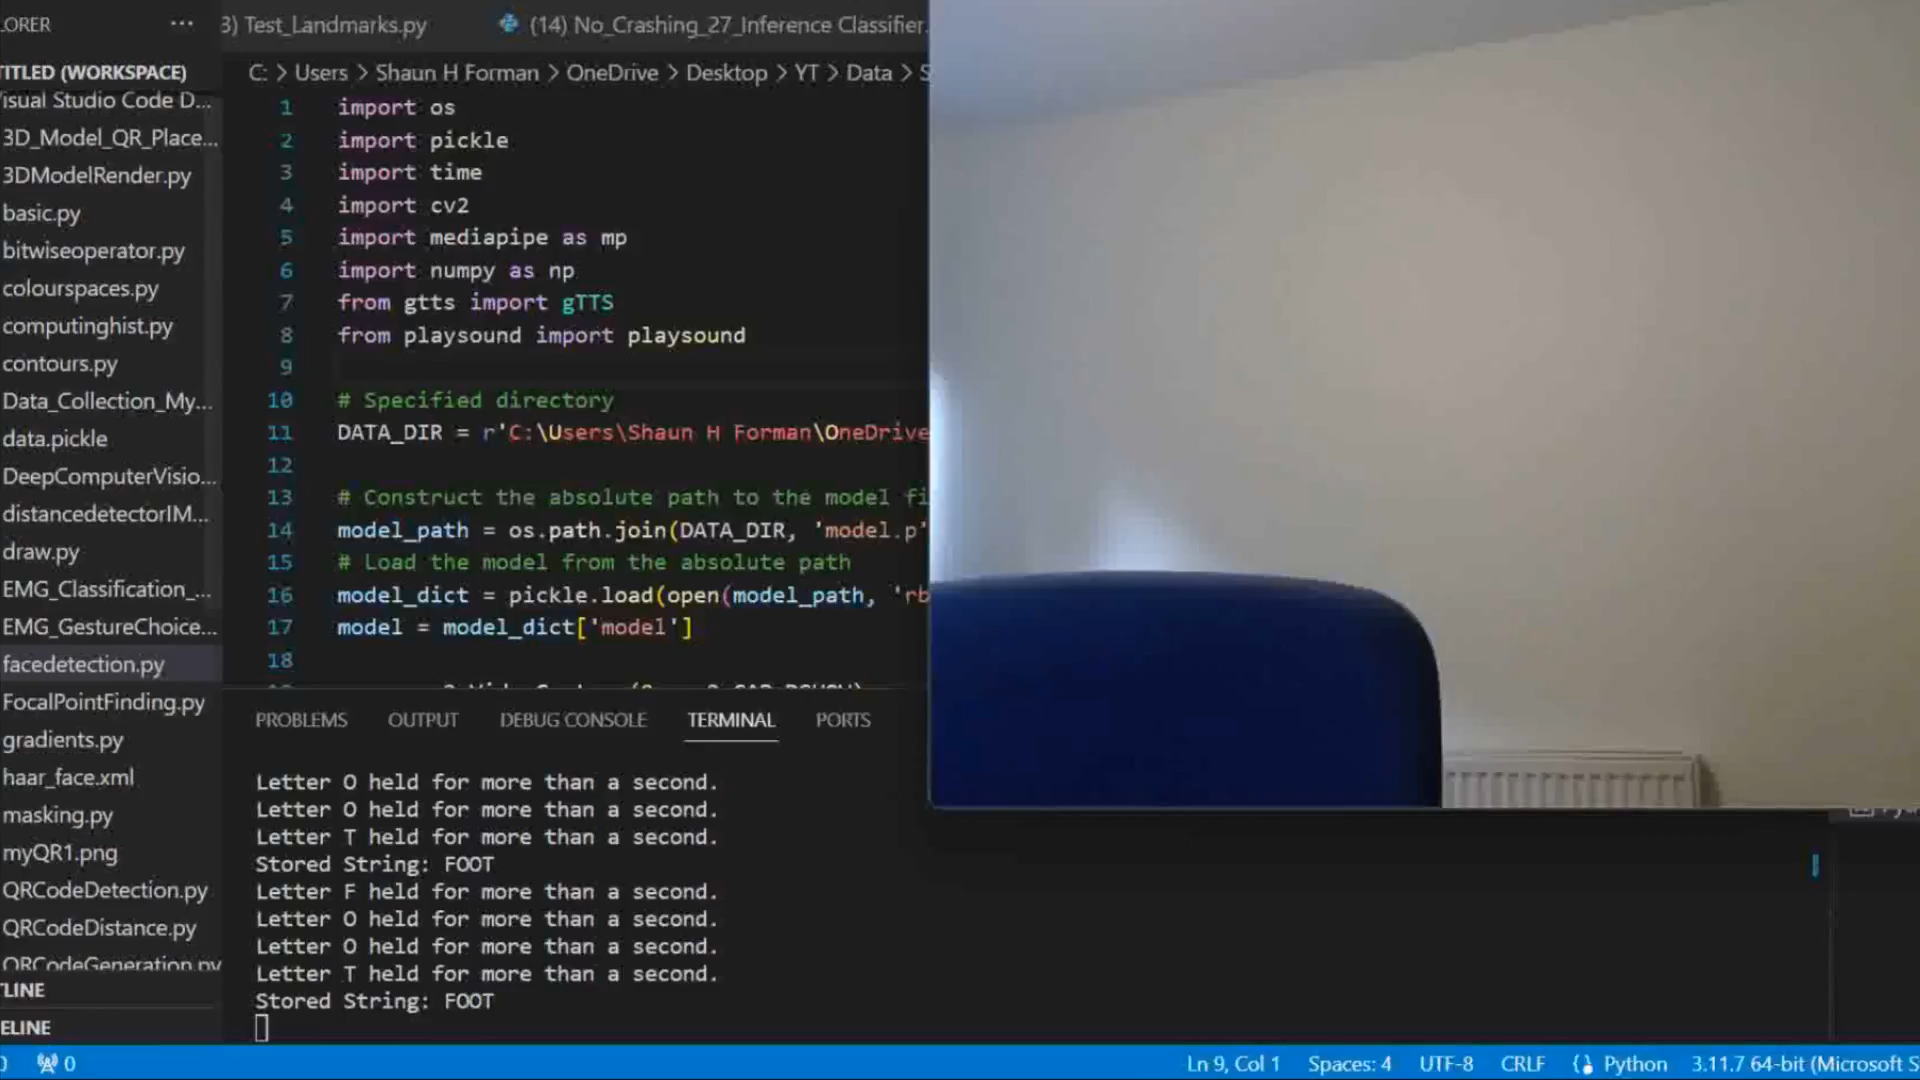 LORER ...
3) Test_Landmarks.py
(14) No_Crashing_27_Inference Classifier.
TITLED (WORKSPACE)
isual Studio Code D...
3D_Model_QR_Place...
3DModelRender.py
basic.py
bitwiseoperator.py
colourspaces.py
computinghist.py
contours.py
Data_Collection_My...
data.pickle
DeepComputerVisio...
distancedetectorIM...
draw.py
EMG_Classification_...
EMG_GestureChoice...
facedetection.py
FocalPointFinding.py
gradients.py
haar_face.xml
masking.py
myQR1.png
QRCodeDetection.py
QRCodeDistance.py
QRCodeGeneration.py
TLINE
ELINE
C: > Users > Shaun H Forman > OneDrive > Desktop > YT > Data > S
1 import os
2 import pickle
3 import time
4 import cv2
5 import mediapipe as mp
6 import numpy as np
7 from gtts import gTTS
8 from playsound import playsound
9
10 # Specified directory
11 DATA_DIR = r'C:\Users\Shaun H Forman\OneDrive
12
13 # Construct the absolute path to the model fi
14 model_path = os.path.join(DATA_DIR, 'model.p'
15 # Load the model from the absolute path
16 model_dict = pickle.load(open(model_path, 'rb
17 model = model_dict['model']
18
PROBLEMS OUTPUT DEBUG CONSOLE TERMINAL PORTS
Letter O held for more than a second.
Letter O held for more than a second.
Letter T held for more than a second.
Stored String: FOOT
Letter F held for more than a second.
Letter O held for more than a second.
Letter O held for more than a second.
Letter T held for more than a second.
Stored String: FOOT
0 0 Ln 9, Col 1 Spaces: 4 UTF-8 CRLF Python 3.11.7 64-bit (Microsoft S